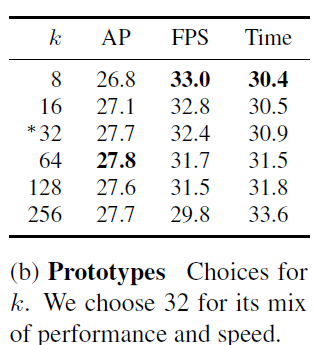 k AP FPS Time
8 26.8 33.0 30.4
16 27.1 32.8 30.5
*32 27.7 32.4 30.9
64 27.8 31.7 31.5
128 27.6 31.5 31.8
256 27.7 29.8 33.6
(b) Prototypes Choices for
k. We choose 32 for its mix
of performance and speed.